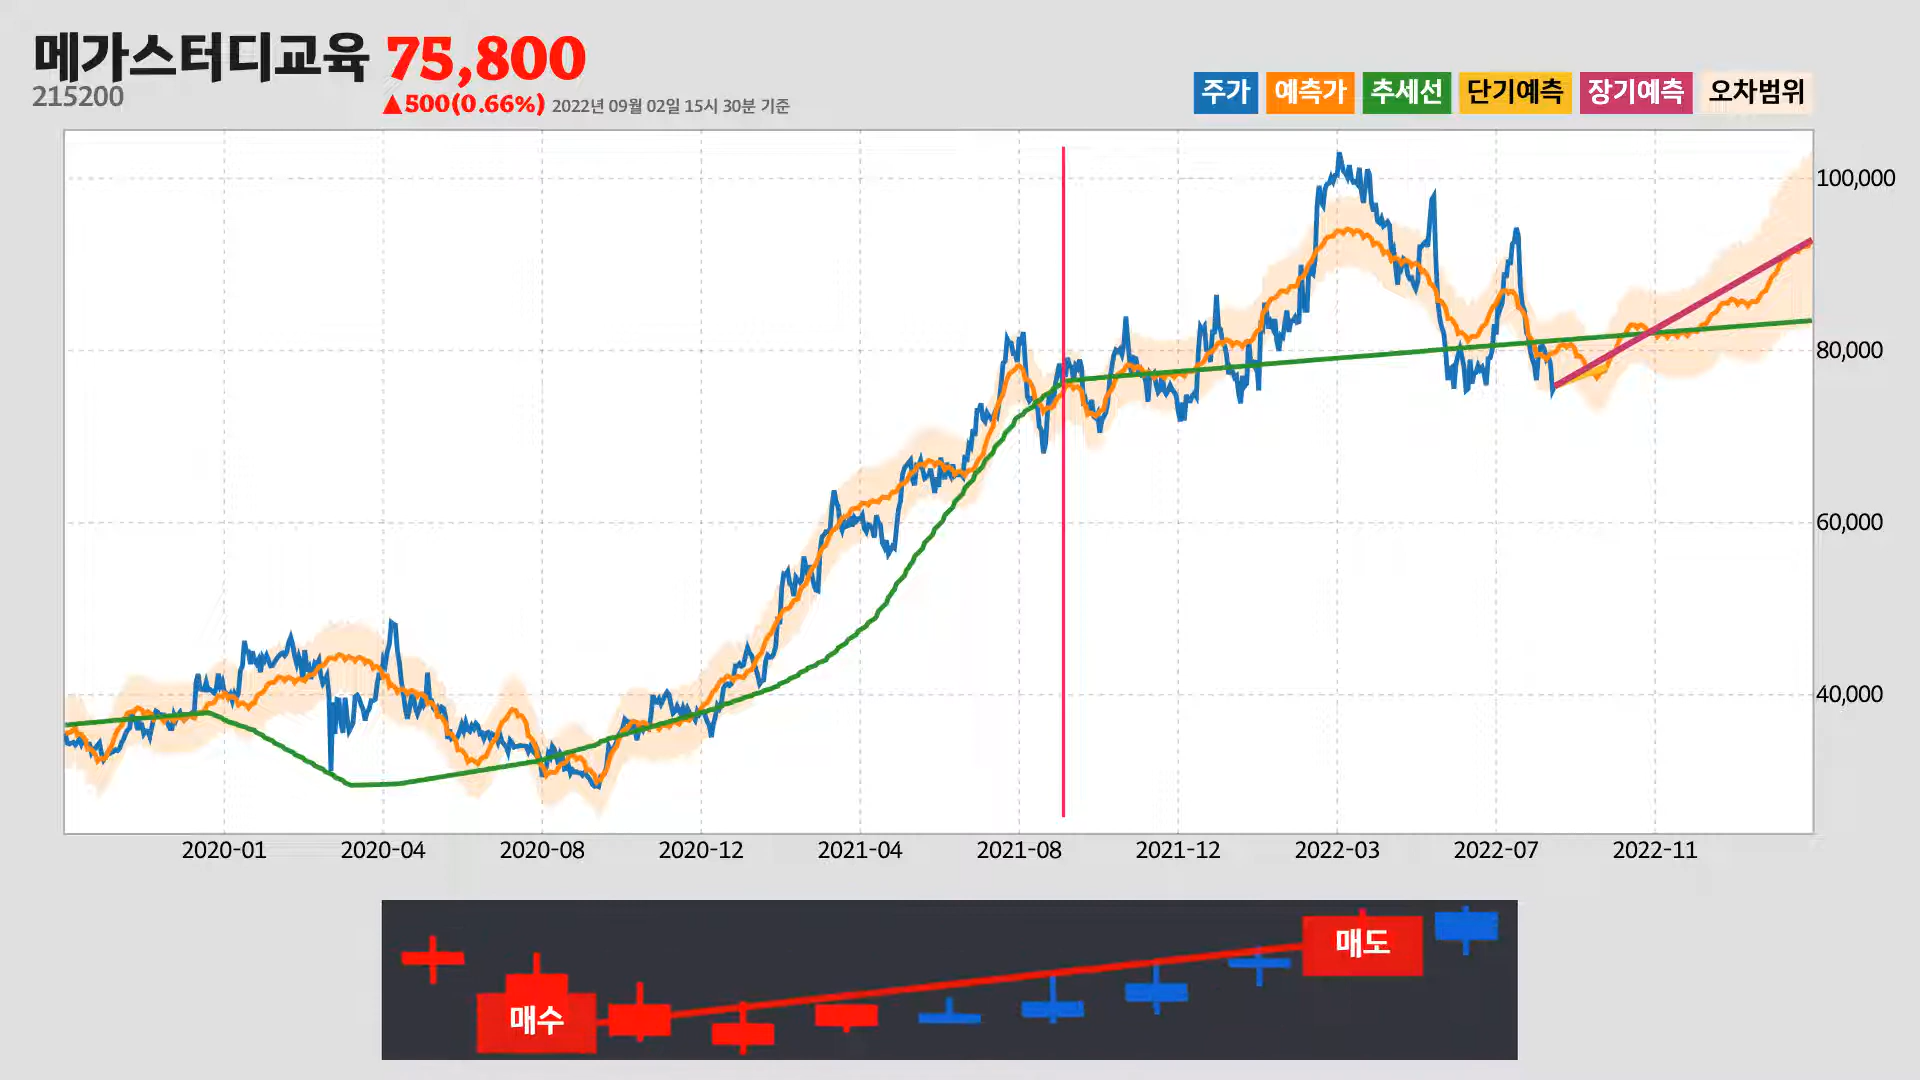 메가스터디교육 75,800
215200
▲500(0.66%) 2022년 09월 02일 15시 30분 기준
주가 예측가 추세선 단기예측 장기예측 오차범위
100,000
80,000
60,000
40,000
2020-01 2020-04 2020-08 2020-12 2021-04 2021-08 2021-12 2022-03 2022-07 2022-11
매도
매수